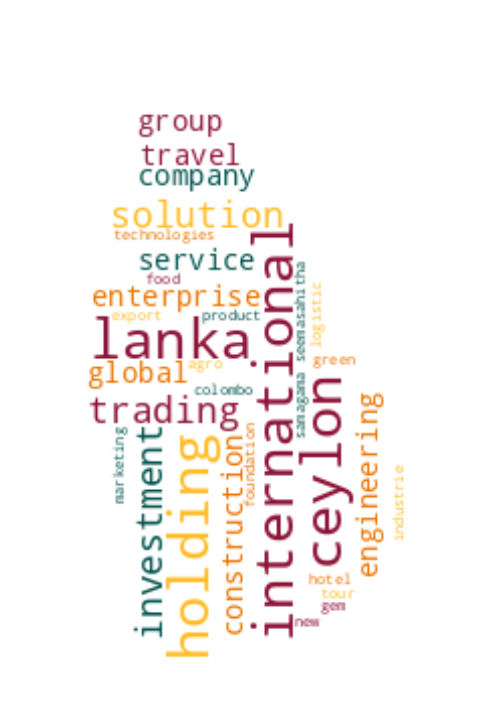 group
travel
company
solution
technologies
service
food
enterprise
export product
lanka
global agro
colombo
trading
international
seemasahitha
logistic
green
samagama
ceylon
marketing
investment
holding
construction
foundation
engineering
industrie
hotel
tour
gem
new